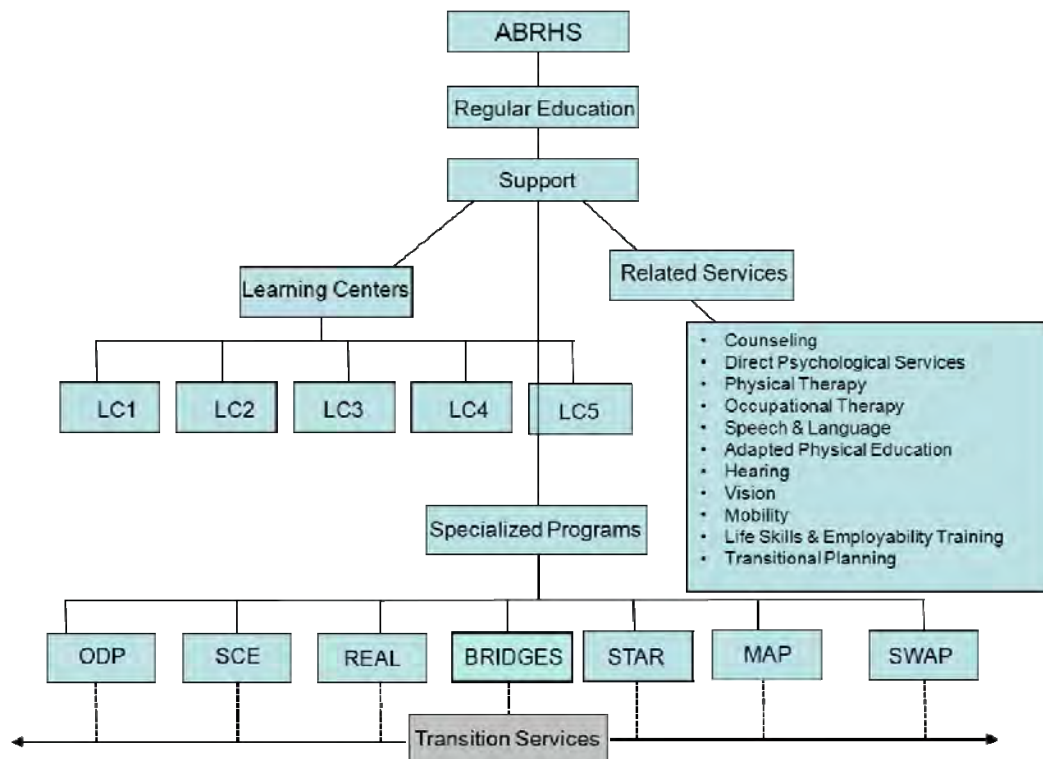 ABRHS
Regular Education
Support
Learning Centers
Related Services
• Counseling
• Direct Psychological Services
• Physical Therapy
• Occupational Therapy
• Speech & Language
• Adapted Physical Education
• Hearing
• Vision
• Mobility
• Life Skills & Employability Training
• Transitional Planning
LC1 LC2 LC3 LC4 LC5
Specialized Programs
ODP SCE REAL BRIDGES STAR MAP SWAP
Transition Services